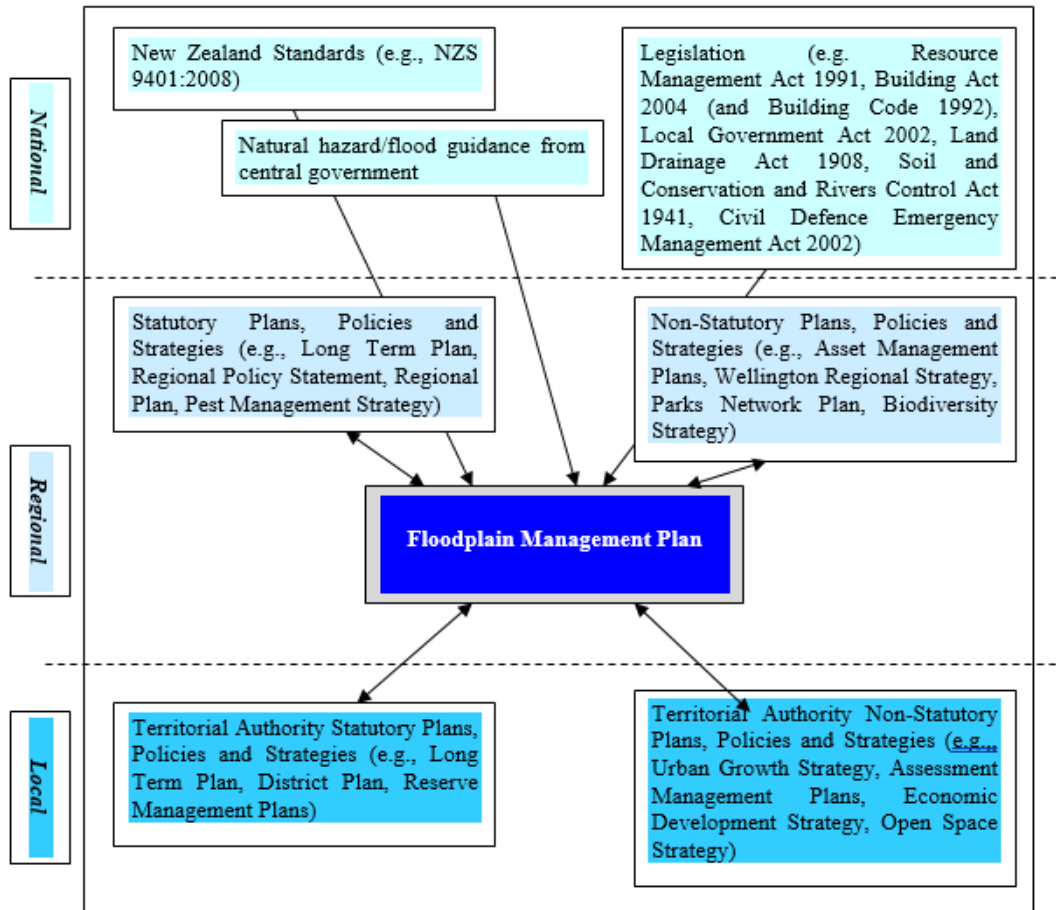 National
New Zealand Standards (e.g., NZS
9401:2008)
Natural hazard/flood guidance from
central government
Legislation (e.g. Resource
Management Act 1991, Building Act
2004 (and Building Code 1992),
Local Government Act 2002, Land
Drainage Act 1908, Soil and
Conservation and Rivers Control Act
1941, Civil Defence Emergency
Management Act 2002)
Regional
Statutory Plans, Policies and
Strategies (e.g., Long Term Plan,
Regional Policy Statement, Regional
Plan, Pest Management Strategy)
Non-Statutory Plans, Policies and
Strategies (e.g., Asset Management
Plans, Wellington Regional Strategy,
Parks Network Plan, Biodiversity
Strategy)
Floodplain Management Plan
Local
Territorial Authority Statutory Plans,
Policies and Strategies (e.g., Long
Term Plan, District Plan, Reserve
Management Plans)
Territorial Authority Non-Statutory
Plans, Policies and Strategies (e.g.,.
Urban Growth Strategy, Assessment
Management Plans, Economic
Development Strategy, Open Space
Strategy)